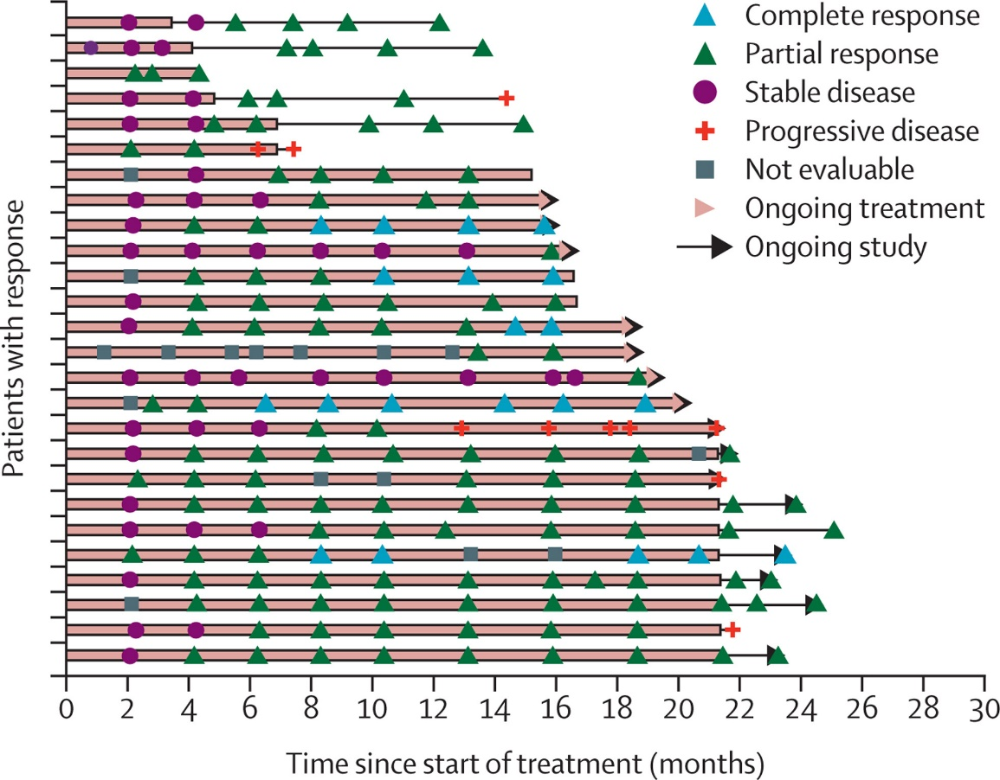 Complete response
Partial response
Stable disease
Progressive disease
Not evaluable
Ongoing treatment
Ongoing study
Patients with response
0 2 4 6 8 10 12 14 16 18 20 22 24 26 28 30
Time since start of treatment (months)